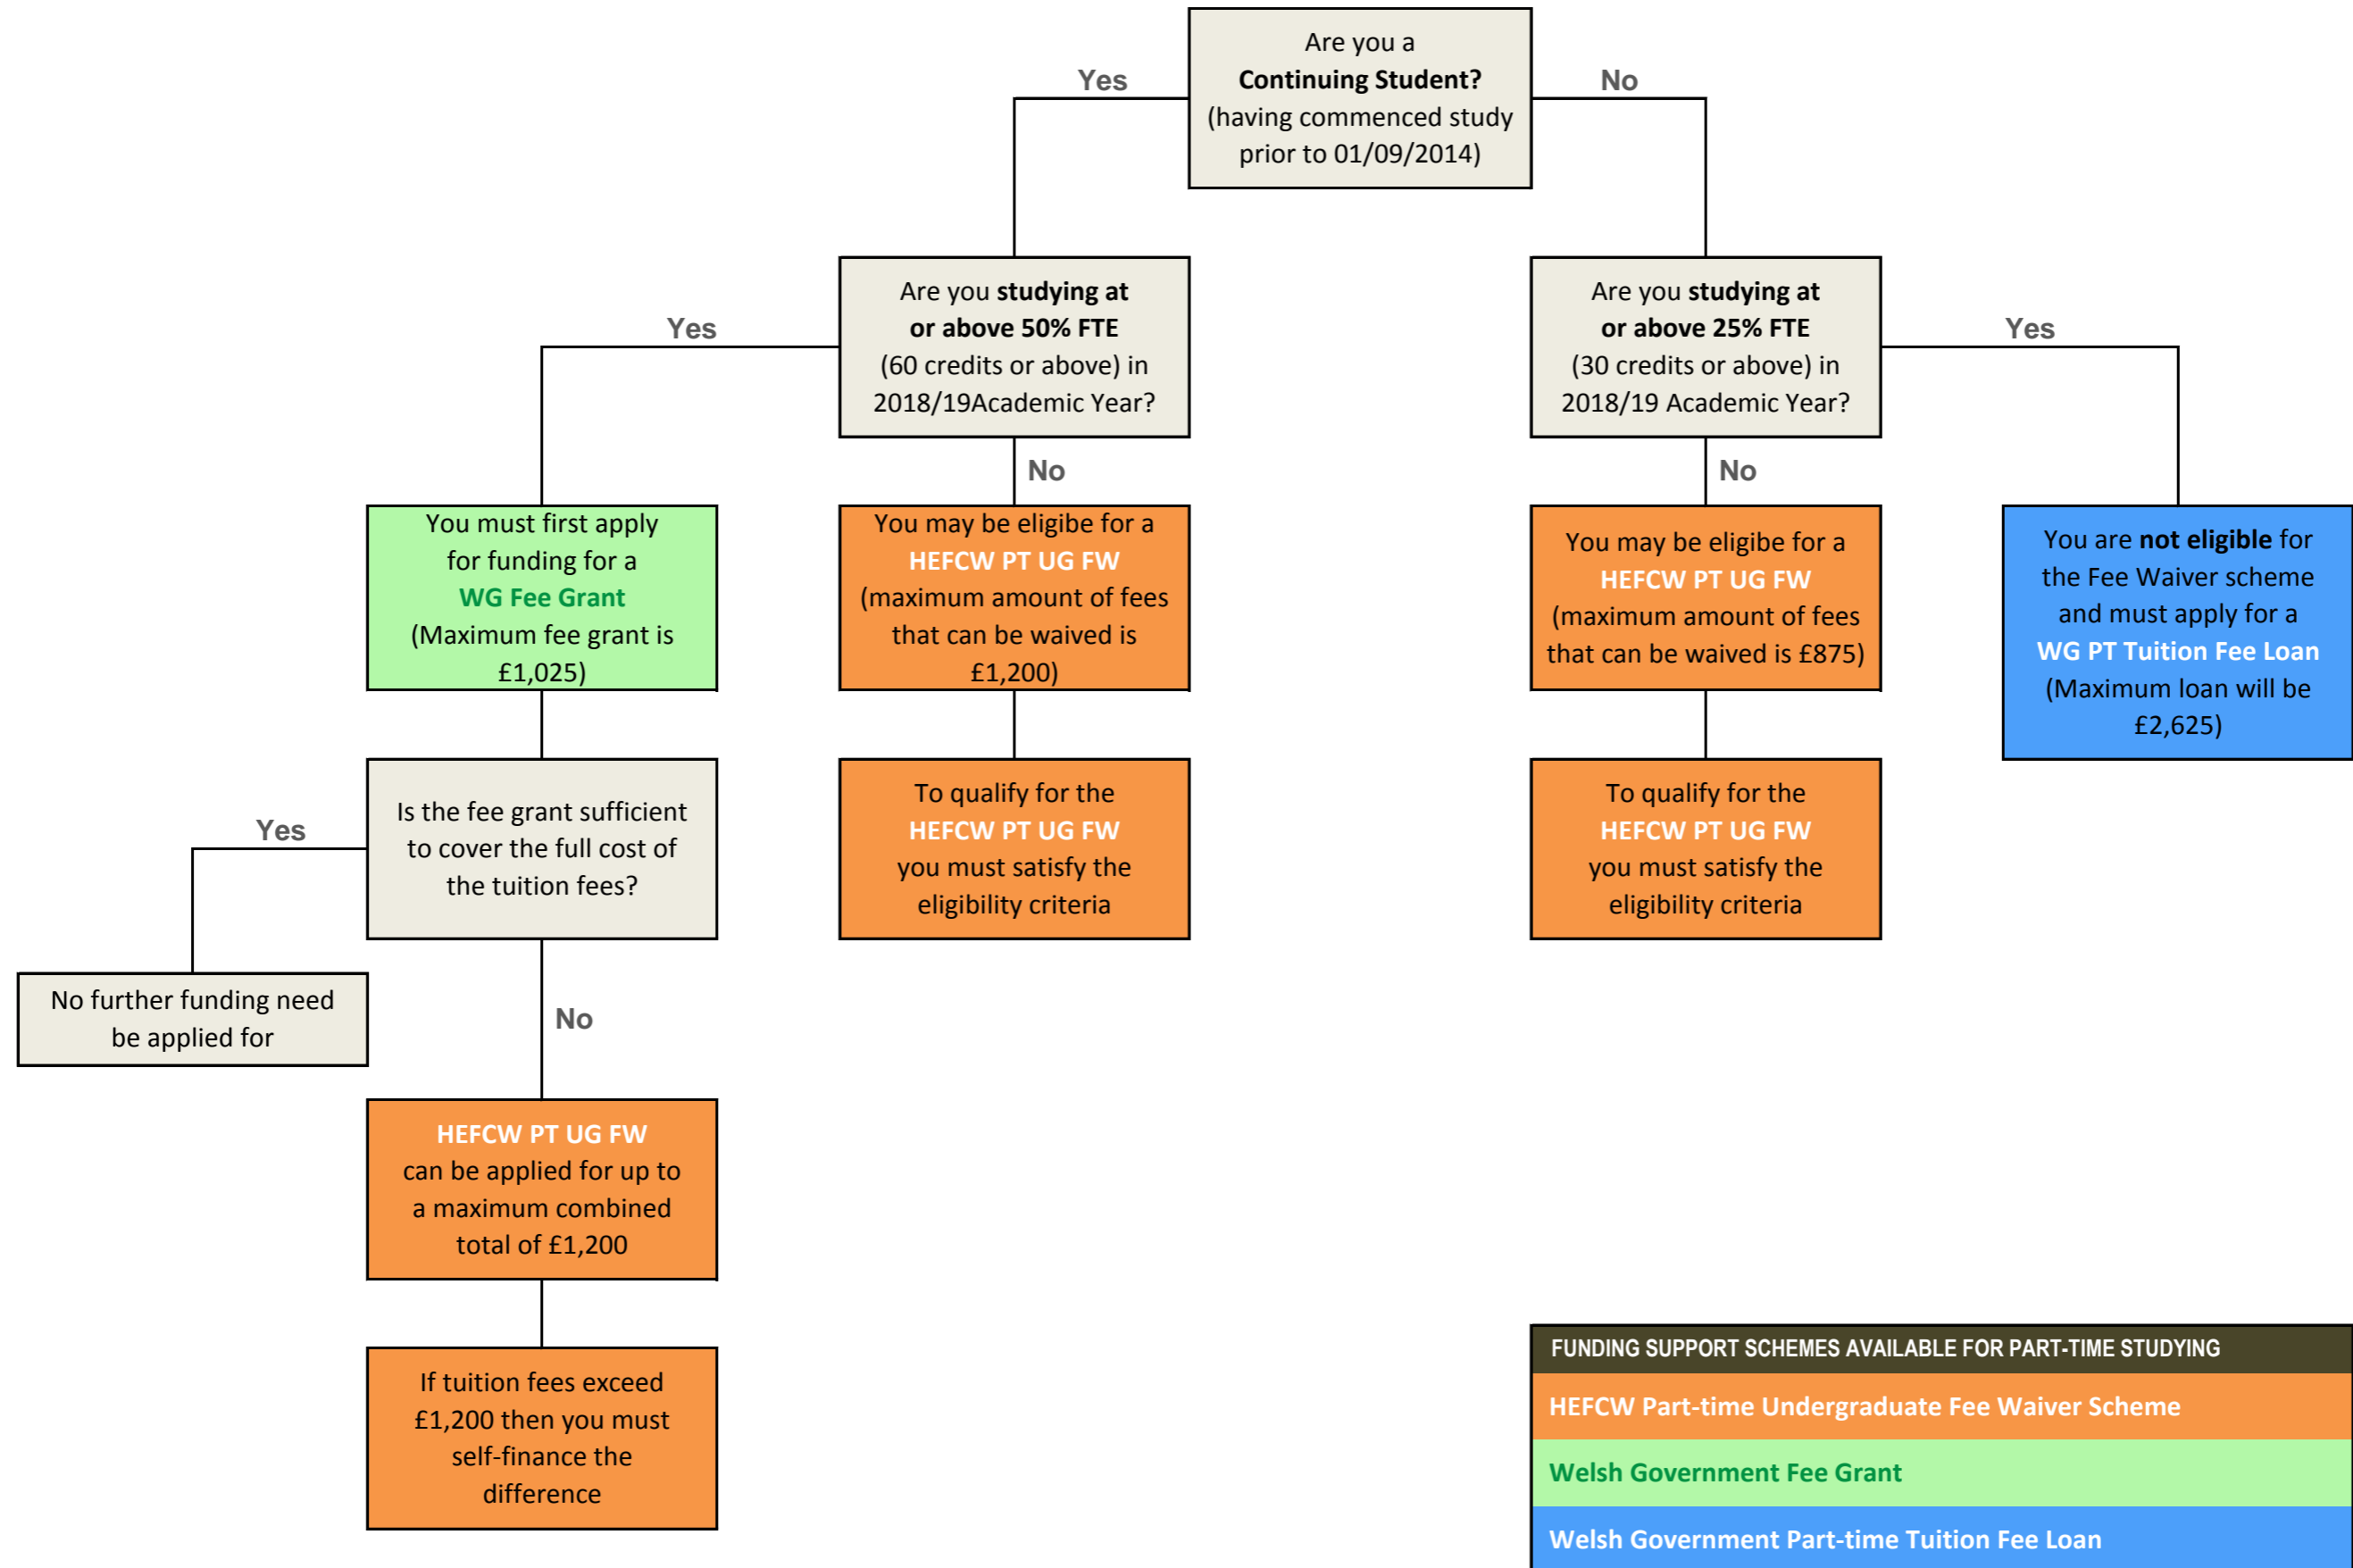 Are you a
Continuing Student?
(having commenced study
prior to 01/09/2014)
Yes
No
Are you studying at
or above 50% FTE
(60 credits or above) in
2018/19Academic Year?
Are you studying at
or above 25% FTE
(30 credits or above) in
2018/19 Academic Year?
Yes
Yes
No
No
You must first apply
for funding for a
WG Fee Grant
(Maximum fee grant is
£1,025)
You may be eligibe for a
HEFCW PT UG FW
(maximum amount of fees
that can be waived is
£1,200)
You may be eligibe for a
HEFCW PT UG FW
(maximum amount of fees
that can be waived is £875)
You are not eligible for
the Fee Waiver scheme
and must apply for a
WG PT Tuition Fee Loan
(Maximum loan will be
£2,625)
Yes
Is the fee grant sufficient
to cover the full cost of
the tuition fees?
To qualify for the
HEFCW PT UG FW
you must satisfy the
eligibility criteria
To qualify for the
HEFCW PT UG FW
you must satisfy the
eligibility criteria
No further funding need
be applied for
No
HEFCW PT UG FW
can be applied for up to
a maximum combined
total of £1,200
If tuition fees exceed
£1,200 then you must
self-finance the
difference
FUNDING SUPPORT SCHEMES AVAILABLE FOR PART-TIME STUDYING
HEFCW Part-time Undergraduate Fee Waiver Scheme
Welsh Government Fee Grant
Welsh Government Part-time Tuition Fee Loan